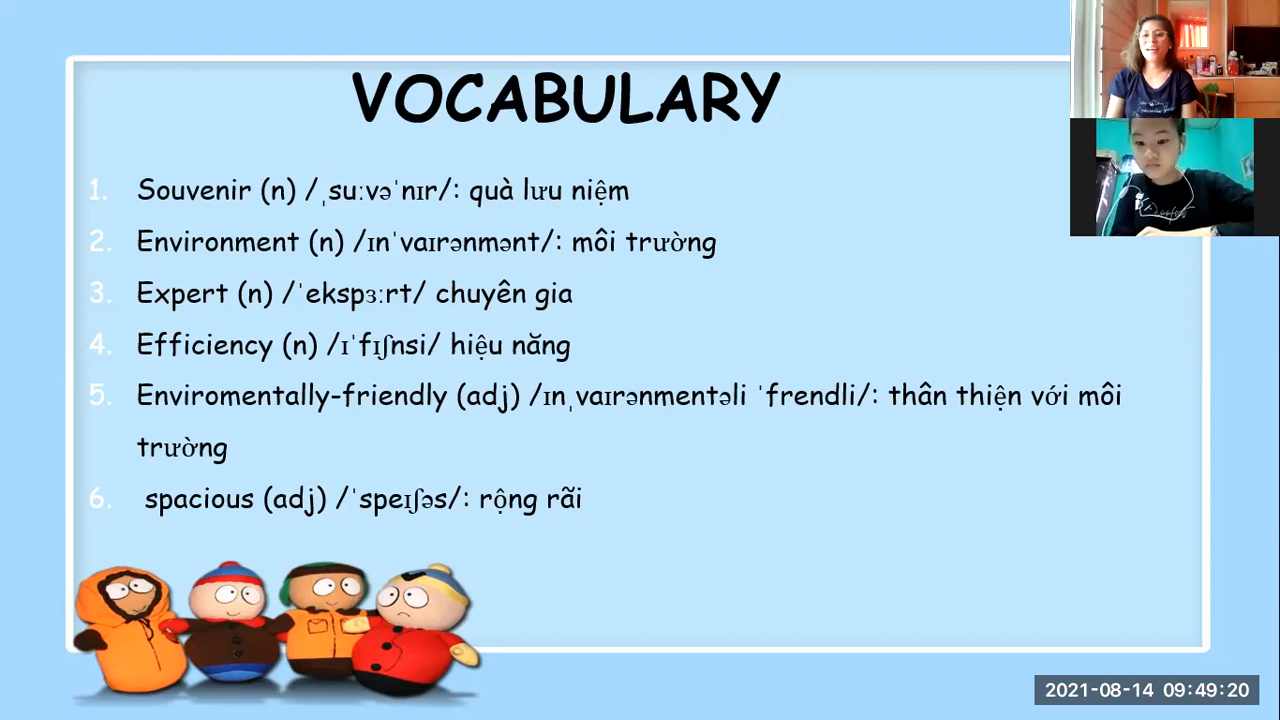 VOCABULARY
1. Souvenir (n) /ˌsuːvəˈnɪr/: quà lưu niệm
2. Environment (n) /ɪnˈvaɪrənmənt/: môi trường
3. Expert (n) /ˈekspɜːrt/ chuyên gia
4. Efficiency (n) /ɪˈfɪʃnsi/ hiệu năng
5. Enviromentally-friendly (adj) /ɪnˌvaɪrənmentəli ˈfrendli/: thân thiện với môi
trường
6. spacious (adj) /ˈspeɪʃəs/: rộng rãi
2021-08-14 09:49:20